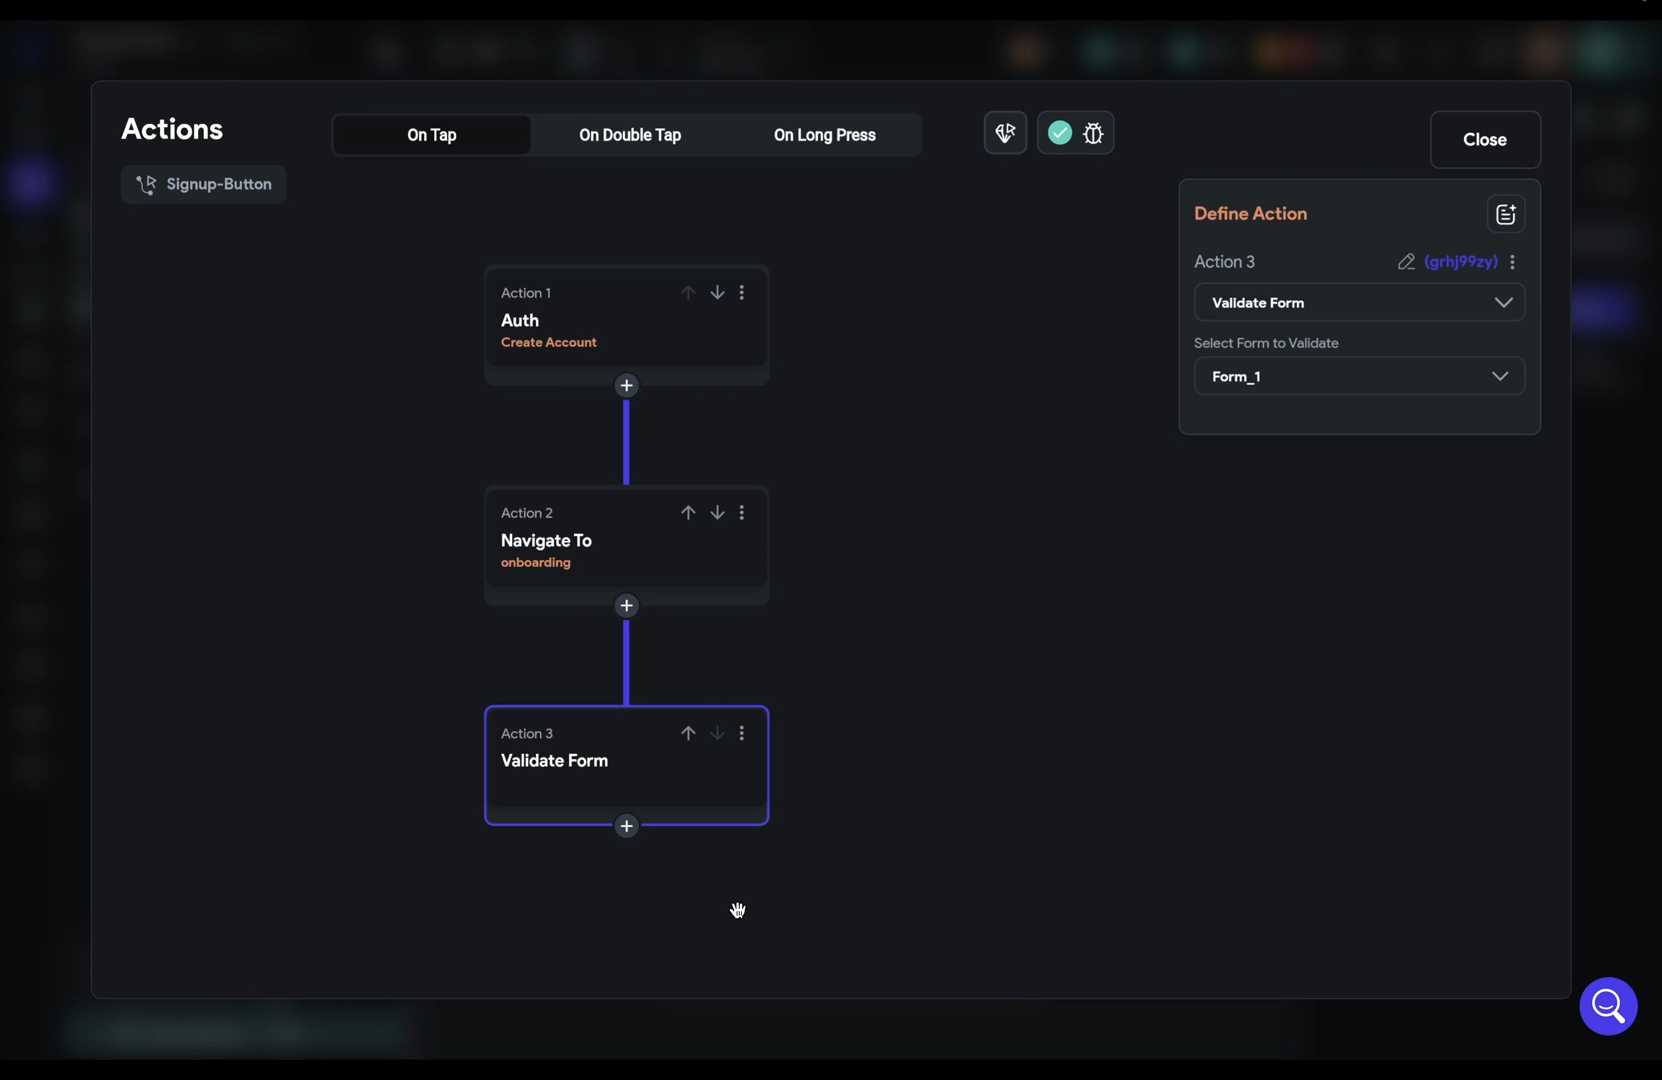 Actions
On Tap
On Double Tap
On Long Press
Close
Signup-Button
Define Action
Action 3
(grhj99zy)
Validate Form
Select Form to Validate
Form_1
Action 1
Auth
Create Account
Action 2
Navigate To
onboarding
Action 3
Validate Form